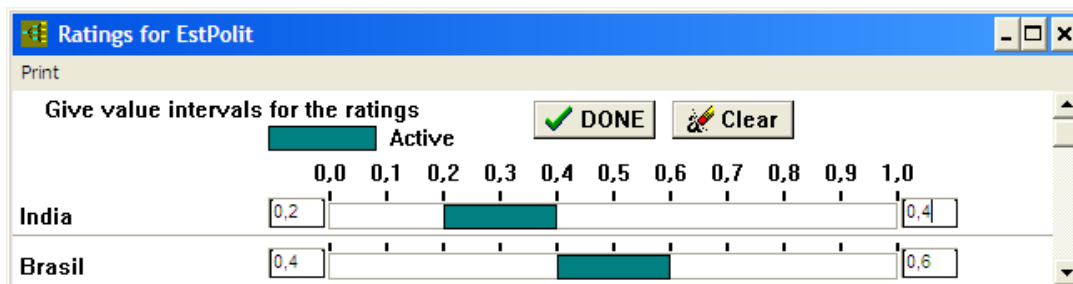 Ratings for EstPolit
Print
Give value intervals for the ratings
DONE
Clear
Active
0,0 0,1 0,2 0,3 0,4 0,5 0,6 0,7 0,8 0,9 1,0
India 0,2 0,4
Brasil 0,4 0,6